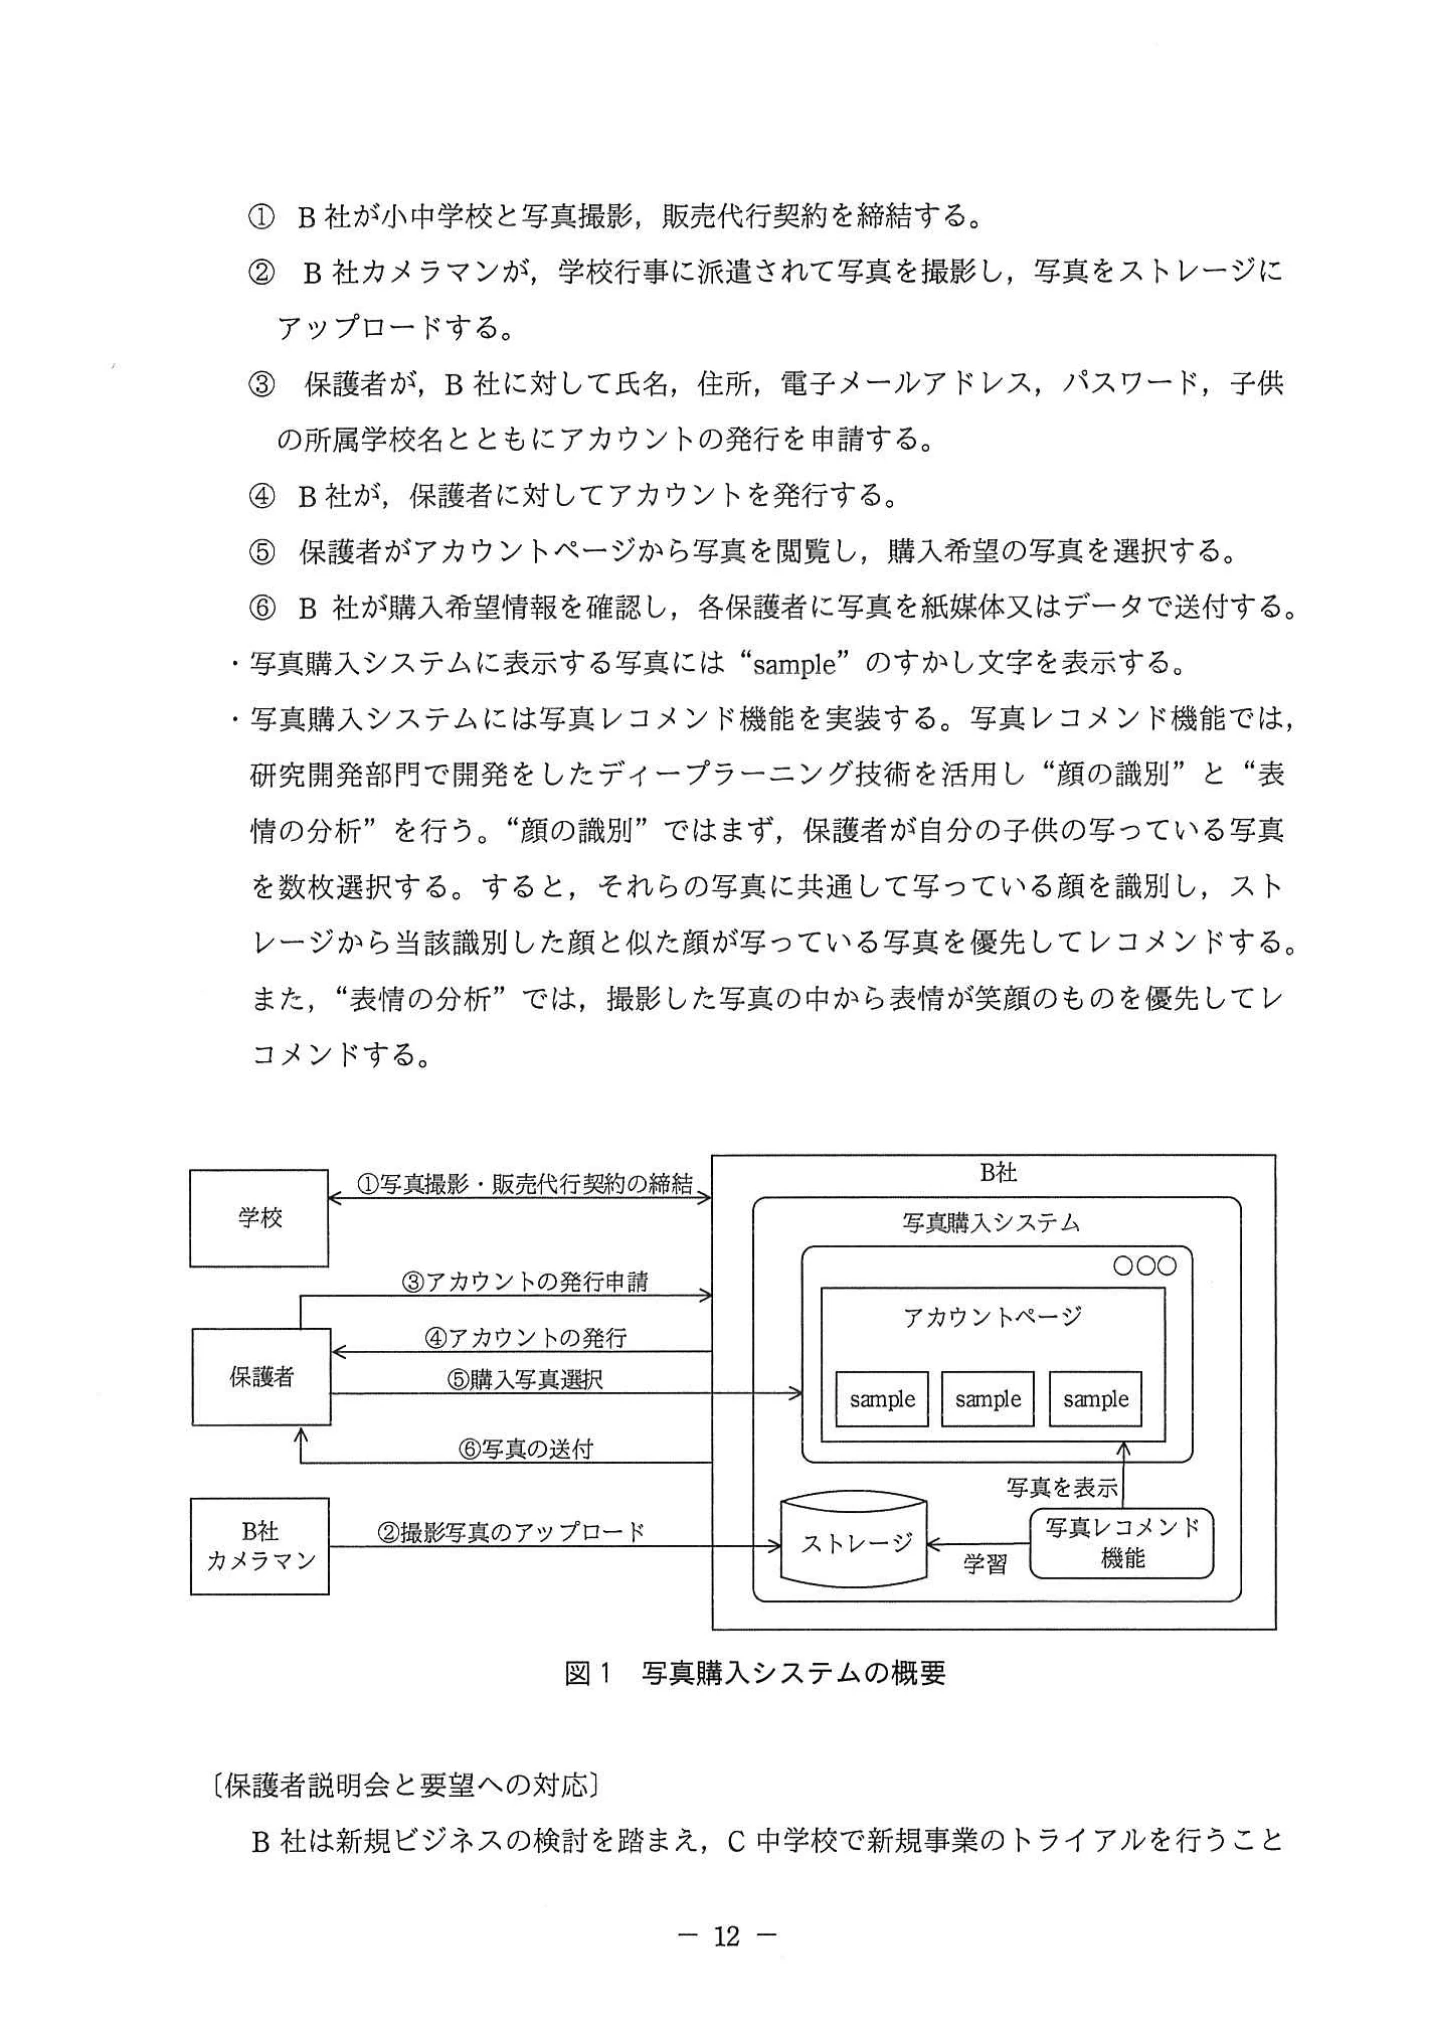 ① B 社が小中学校と写真撮影，販売代行契約を締結する。
② B 社カメラマンが，学校行事に派遣されて写真を撮影し，写真をストレージに
アップロードする。
③ 保護者が，B 社に対して氏名，住所，電子メールアドレス，パスワード，子供
の所属学校名とともにアカウントの発行を申請する。
④ B 社が，保護者に対してアカウントを発行する。
⑤ 保護者がアカウントページから写真を閲覧し，購入希望の写真を選択する。
⑥ B 社が購入希望情報を確認し，各保護者に写真を紙媒体又はデータで送付する。
・写真購入システムに表示する写真には“sample”のすかし文字を表示する。
・写真購入システムには写真レコメンド機能を実装する。写真レコメンド機能では，
研究開発部門で開発をしたディープラーニング技術を活用し“顔の識別”と“表
情の分析”を行う。“顔の識別”ではまず，保護者が自分の子供の写っている写真
を数枚選択する。すると，それらの写真に共通して写っている顔を識別し，スト
レージから当該識別した顔と似た顔が写っている写真を優先してレコメンドする。
また，“表情の分析”では，撮影した写真の中から表情が笑顔のものを優先してレ
コメンドする。
学校
①写真撮影・販売代行契約の締結
B社
写真購入システム
○○○
③アカウントの発行申請
アカウントページ
④アカウントの発行
保護者
⑤購入写真選択
sample sample sample
⑥写真の送付
写真を表示
B社
カメラマン
②撮影写真のアップロード
ストレージ
学習
写真レコメンド
機能
図1 写真購入システムの概要
〔保護者説明会と要望への対応〕
B 社は新規ビジネスの検討を踏まえ，C 中学校で新規事業のトライアルを行うこと
－ 12 －